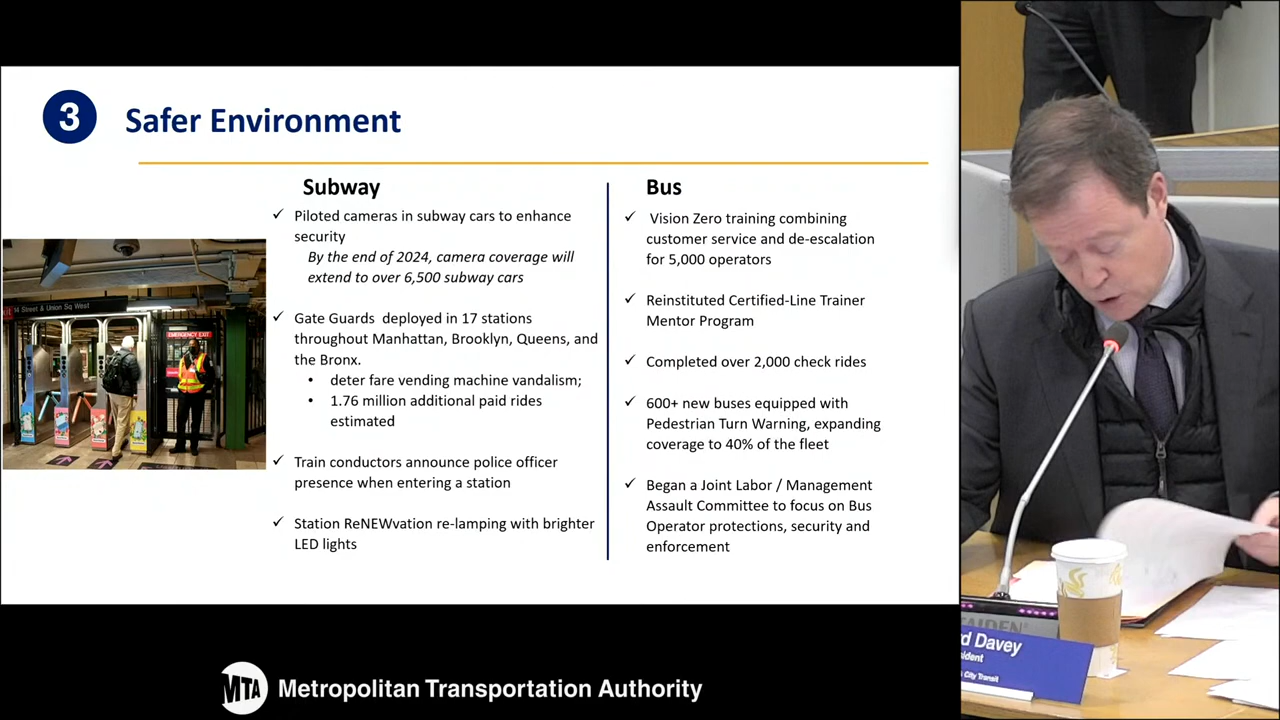 3
Safer Environment
Subway
✓ Piloted cameras in subway cars to enhance
security
By the end of 2024, camera coverage will
extend to over 6,500 subway cars
✓ Gate Guards deployed in 17 stations
throughout Manhattan, Brooklyn, Queens, and
the Bronx.
• deter fare vending machine vandalism;
• 1.76 million additional paid rides
estimated
✓ Train conductors announce police officer
presence when entering a station
✓ Station ReNEWvation re-lamping with brighter
LED lights
Bus
✓ Vision Zero training combining
customer service and de-escalation
for 5,000 operators
✓ Reinstituted Certified-Line Trainer
Mentor Program
✓ Completed over 2,000 check rides
✓ 600+ new buses equipped with
Pedestrian Turn Warning, expanding
coverage to 40% of the fleet
✓ Began a Joint Labor / Management
Assault Committee to focus on Bus
Operator protections, security and
enforcement
14 Street & Union Sq West
EMERGENCY EXIT
rd Davey
sident
City Transit
MTA
Metropolitan Transportation Authority